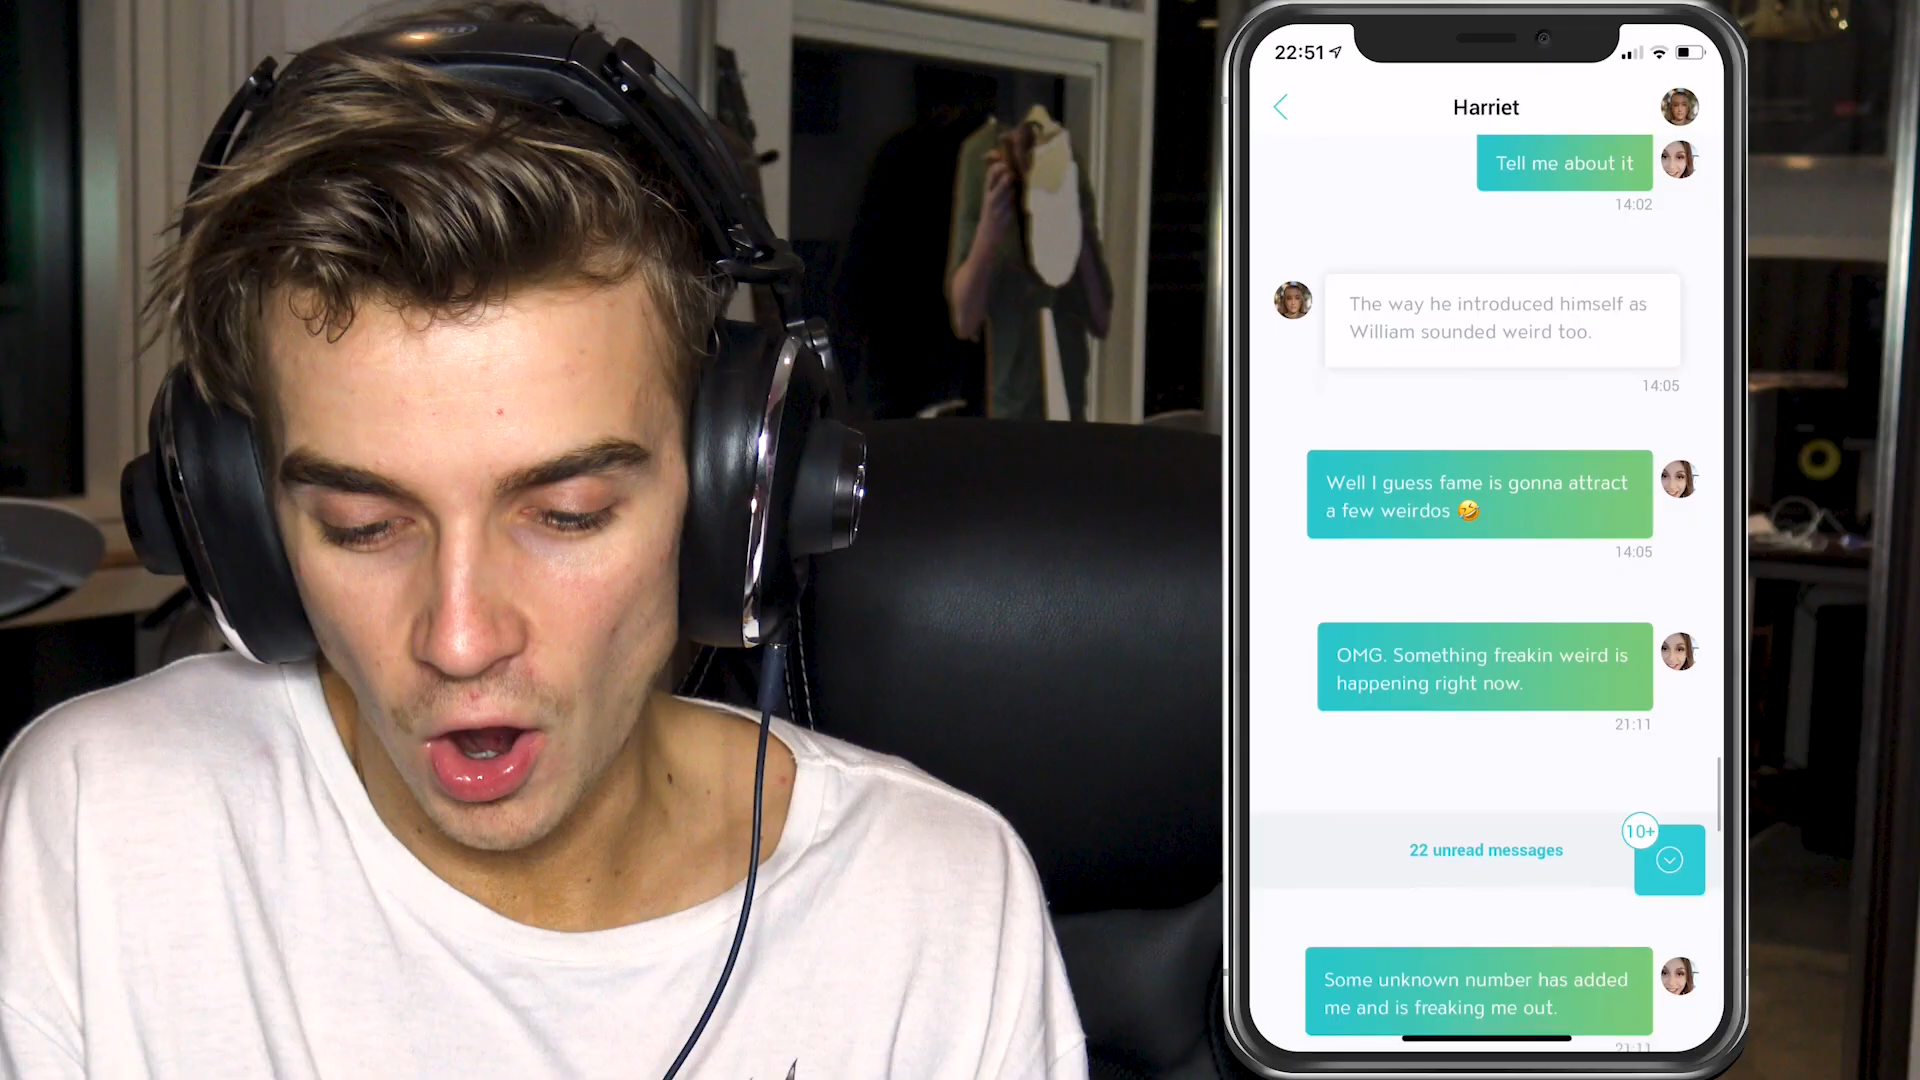 22:51
Harriet
Tell me about it
14:02
The way he introduced himself as
William sounded weird too.
14:05
Well I guess fame is gonna attract
a few weirdos 🤣
14:05
OMG. Something freakin weird is
happening right now.
21:11
10+
22 unread messages
Some unknown number has added
me and is freaking me out.
21:11